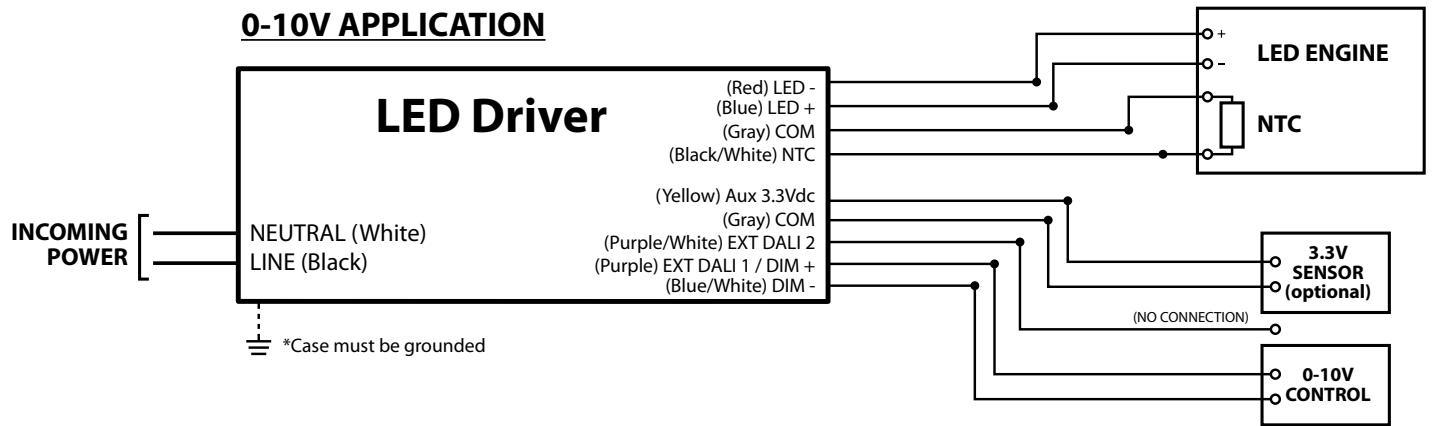 0-10V APPLICATION
LED Driver
(Red) LED -
(Blue) LED +
(Gray) COM
(Black/White) NTC
(Yellow) Aux 3.3Vdc
(Gray) COM
(Purple/White) EXT DALI 2
(Purple) EXT DALI 1 / DIM +
(Blue/White) DIM -
INCOMING
POWER
NEUTRAL (White)
LINE (Black)
*Case must be grounded
+
LED ENGINE
–
NTC
3.3V
SENSOR
(optional)
(NO CONNECTION)
0-10V
CONTROL